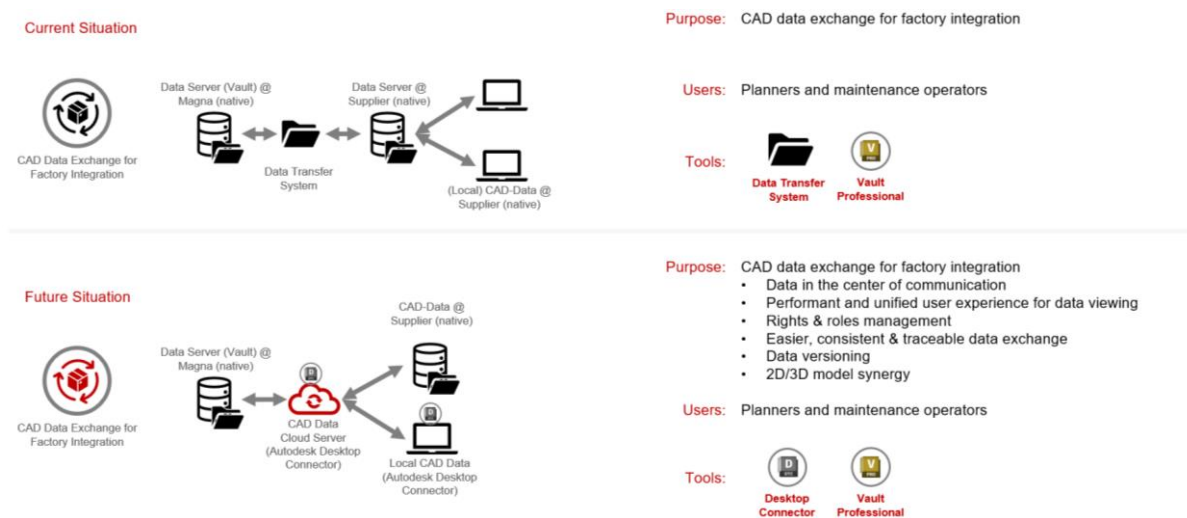 Current Situation
CAD Data Exchange for
Factory Integration
Data Server (Vault) @
Magna (native)
Data Transfer
System
Data Server @
Supplier (native)
(Local) CAD-Data @
Supplier (native)
Purpose: CAD data exchange for factory integration
Users: Planners and maintenance operators
Tools:
Data Transfer
System
V
PRO
Vault
Professional
Future Situation
CAD Data Exchange for
Factory Integration
Data Server (Vault) @
Magna (native)
D
CAD Data
Cloud Server
(Autodesk Desktop
Connector)
CAD-Data @
Supplier (native)
D
Local CAD Data
(Autodesk Desktop
Connector)
Purpose: CAD data exchange for factory integration
• Data in the center of communication
• Performant and unified user experience for data viewing
• Rights & roles management
• Easier, consistent & traceable data exchange
• Data versioning
• 2D/3D model synergy
Users: Planners and maintenance operators
Tools:
D
Desktop
Connector
V
PRO
Vault
Professional